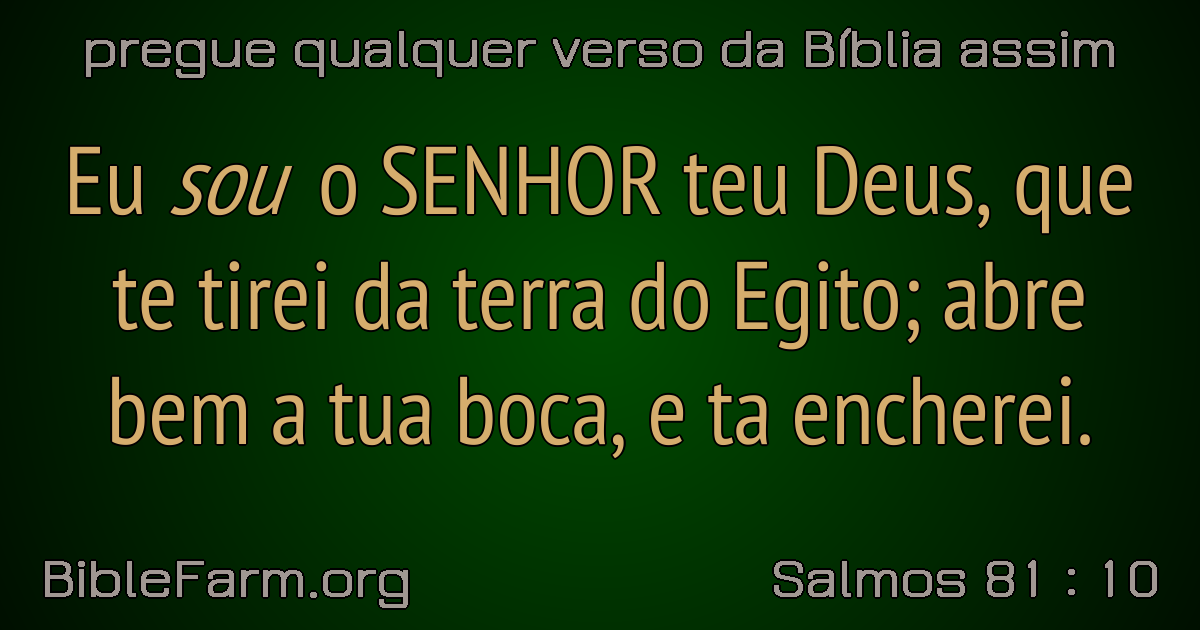 pregue qualquer verso da Bíblia assim
Eu sou o SENHOR teu Deus, que
te tirei da terra do Egito; abre
bem a tua boca, e ta encherei.
BibleFarm.org
Salmos 81 : 10